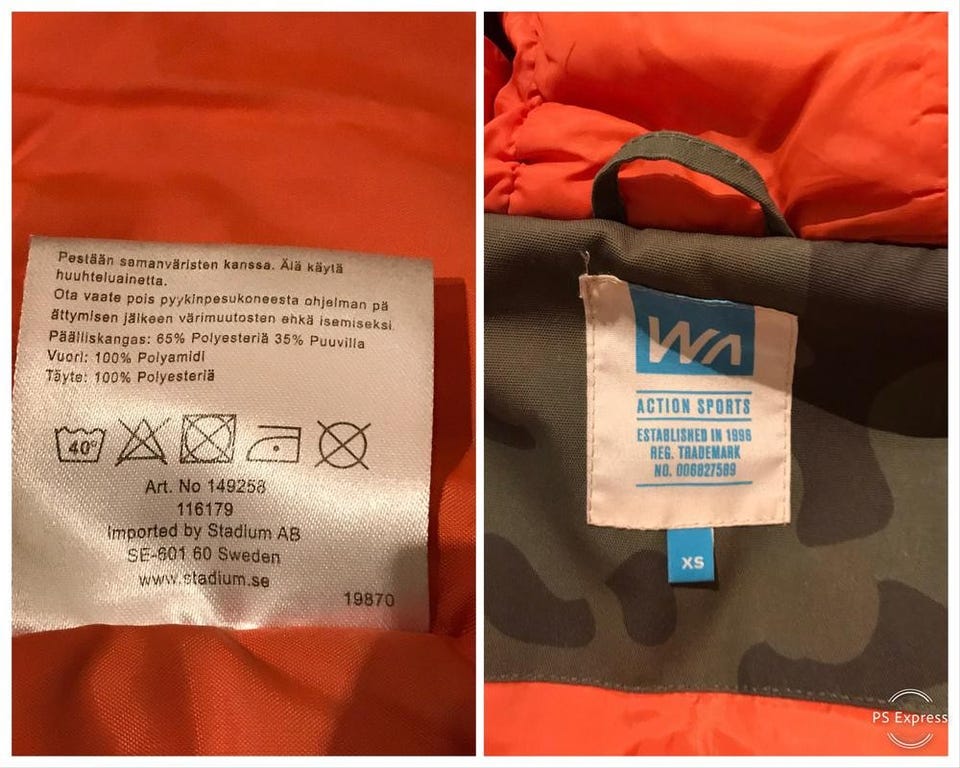 Pestään samanväristen kanssa. Älä käytä
huuhteluainetta.
Ota vaate pois pyykinpesukoneesta ohjelman pä
ättymisen jälkeen värimuutosten ehkä isemiseksi.
Päälliskangas: 65% Polyesteriä 35% Puuvilla
Vuori: 100% Polyamidi
Täyte: 100% Polyesteriä
40°
Art. No 149258
116179
Imported by Stadium AB
SE-601 60 Sweden
www.stadium.se
19870
WA
ACTION SPORTS
ESTABLISHED IN 1996
REG. TRADEMARK
NO. 006827589
XS
PS Express